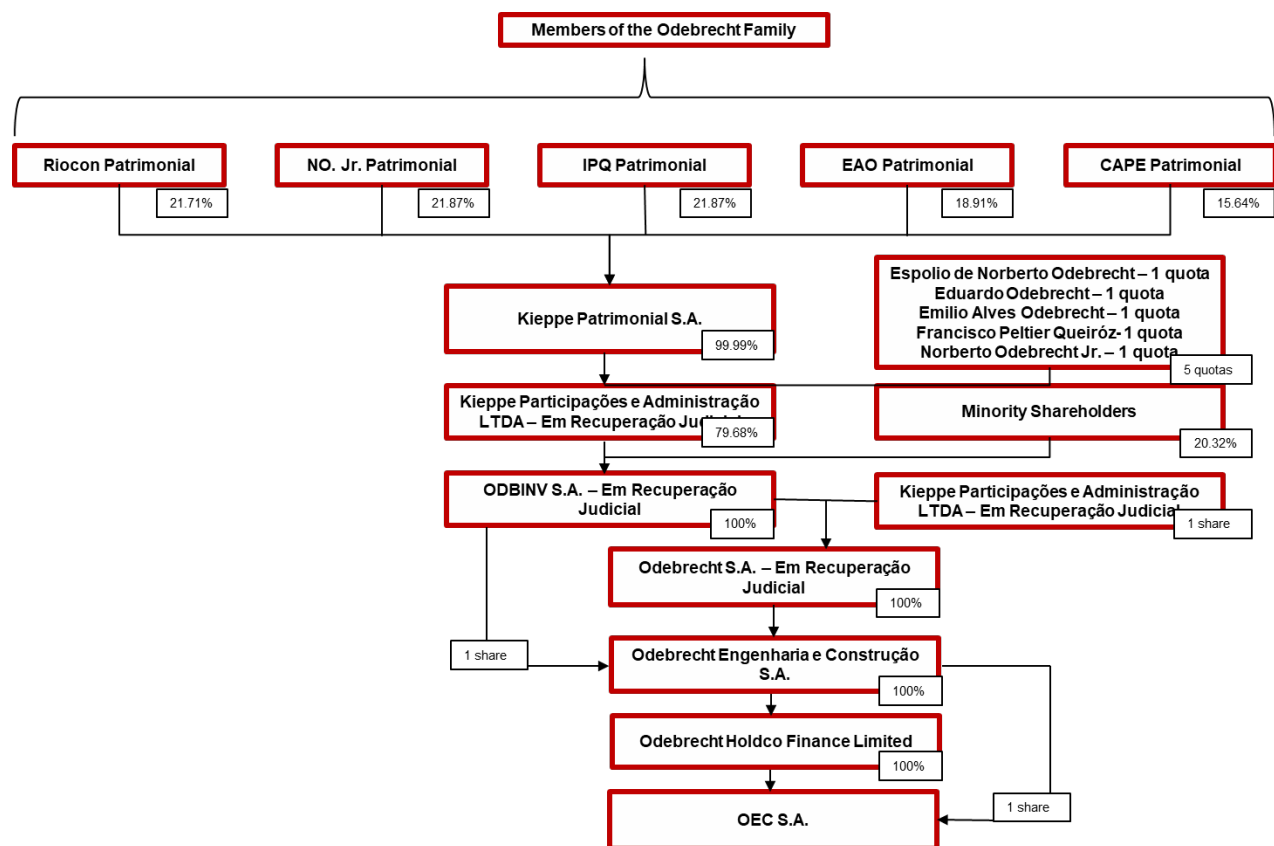 Members of the Odebrecht Family
Riocon Patrimonial
NO. Jr. Patrimonial
IPQ Patrimonial
EAO Patrimonial
CAPE Patrimonial
21.71%
21.87%
21.87%
18.91%
15.64%
Espolio de Norberto Odebrecht – 1 quota
Eduardo Odebrecht – 1 quota
Emilio Alves Odebrecht – 1 quota
Francisco Peltier Queiróz- 1 quota
Norberto Odebrecht Jr. – 1 quota
5 quotas
Kieppe Patrimonial S.A.
99.99%
Kieppe Participações e Administração
LTDA – Em Recuperação Judicial
79.68%
Minority Shareholders
20.32%
ODBINV S.A. – Em Recuperação
Judicial
100%
Kieppe Participações e Administração
LTDA – Em Recuperação Judicial
1 share
Odebrecht S.A. – Em Recuperação
Judicial
100%
1 share
Odebrecht Engenharia e Construção
S.A.
100%
Odebrecht Holdco Finance Limited
100%
1 share
OEC S.A.